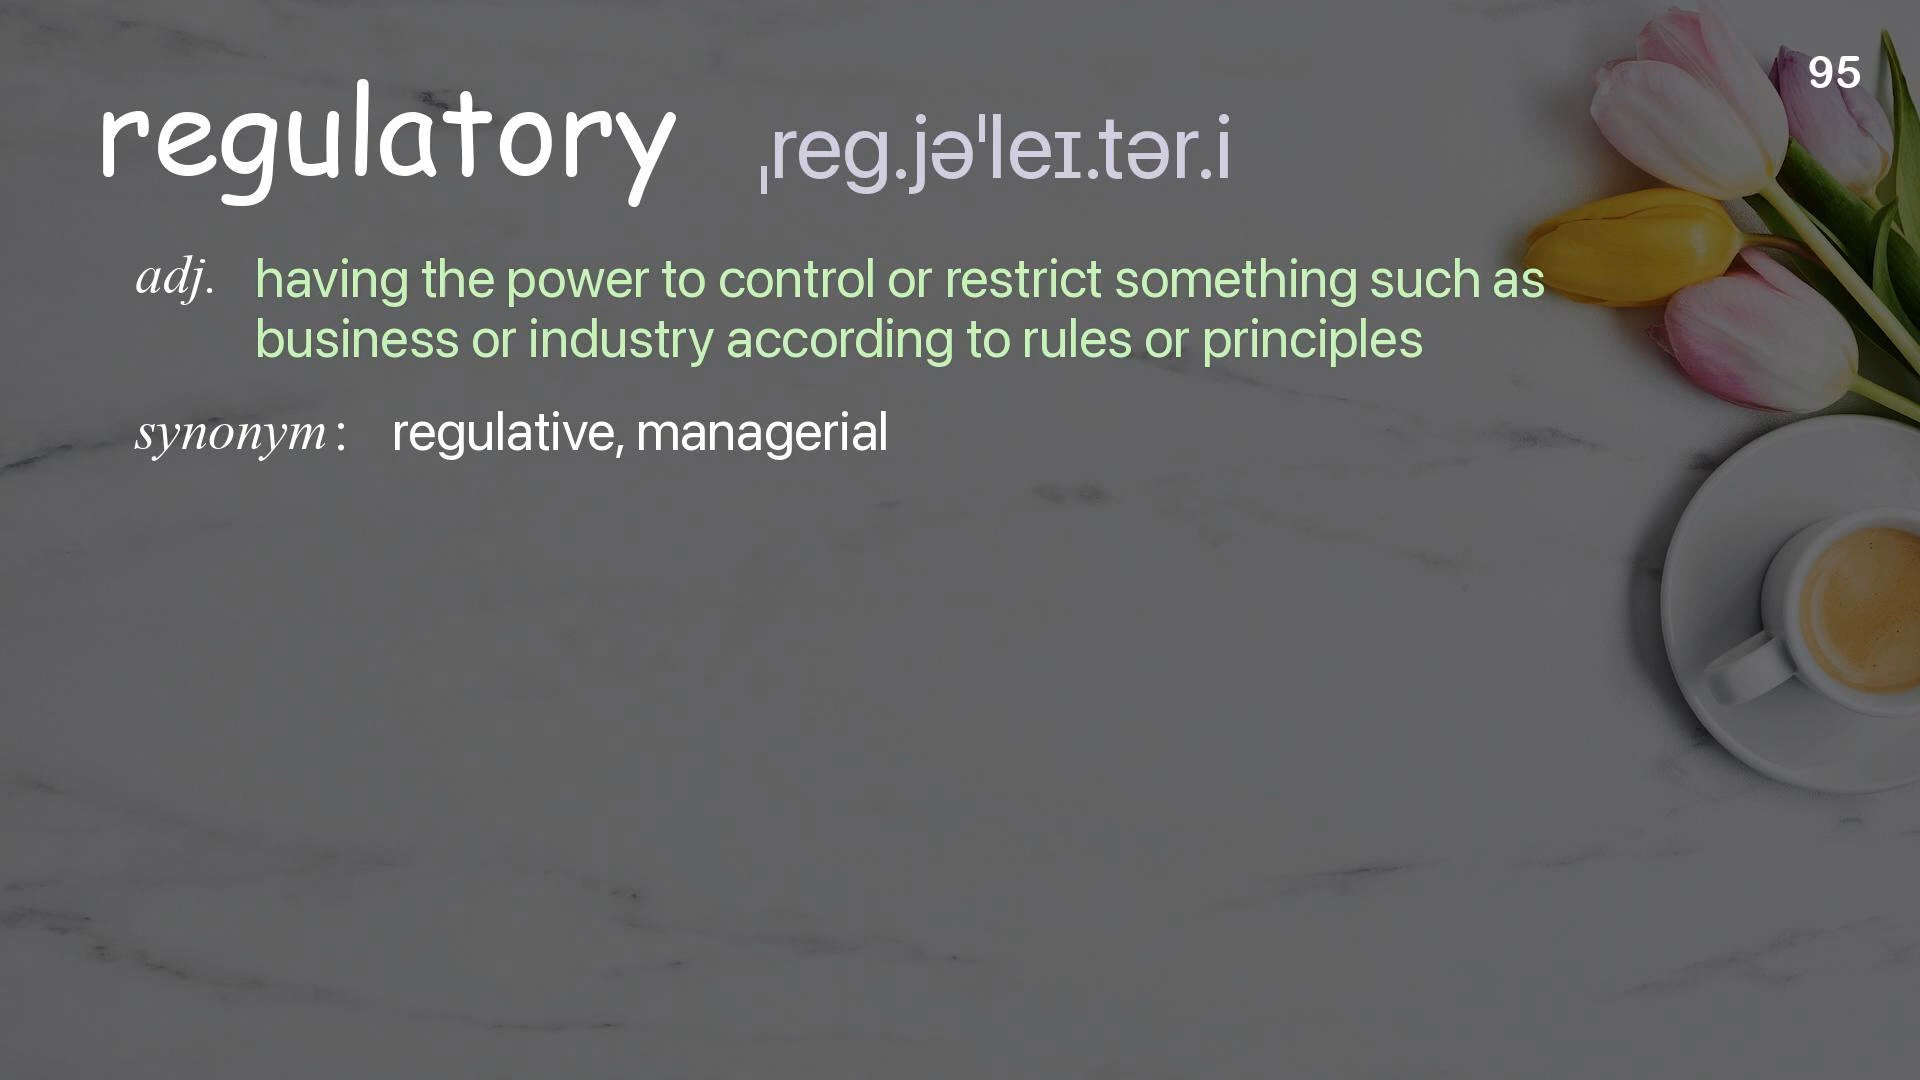 95
regulatory ˌreg.jəˈleɪ.tər.i
adj. having the power to control or restrict something such as
business or industry according to rules or principles
synonym: regulative, managerial